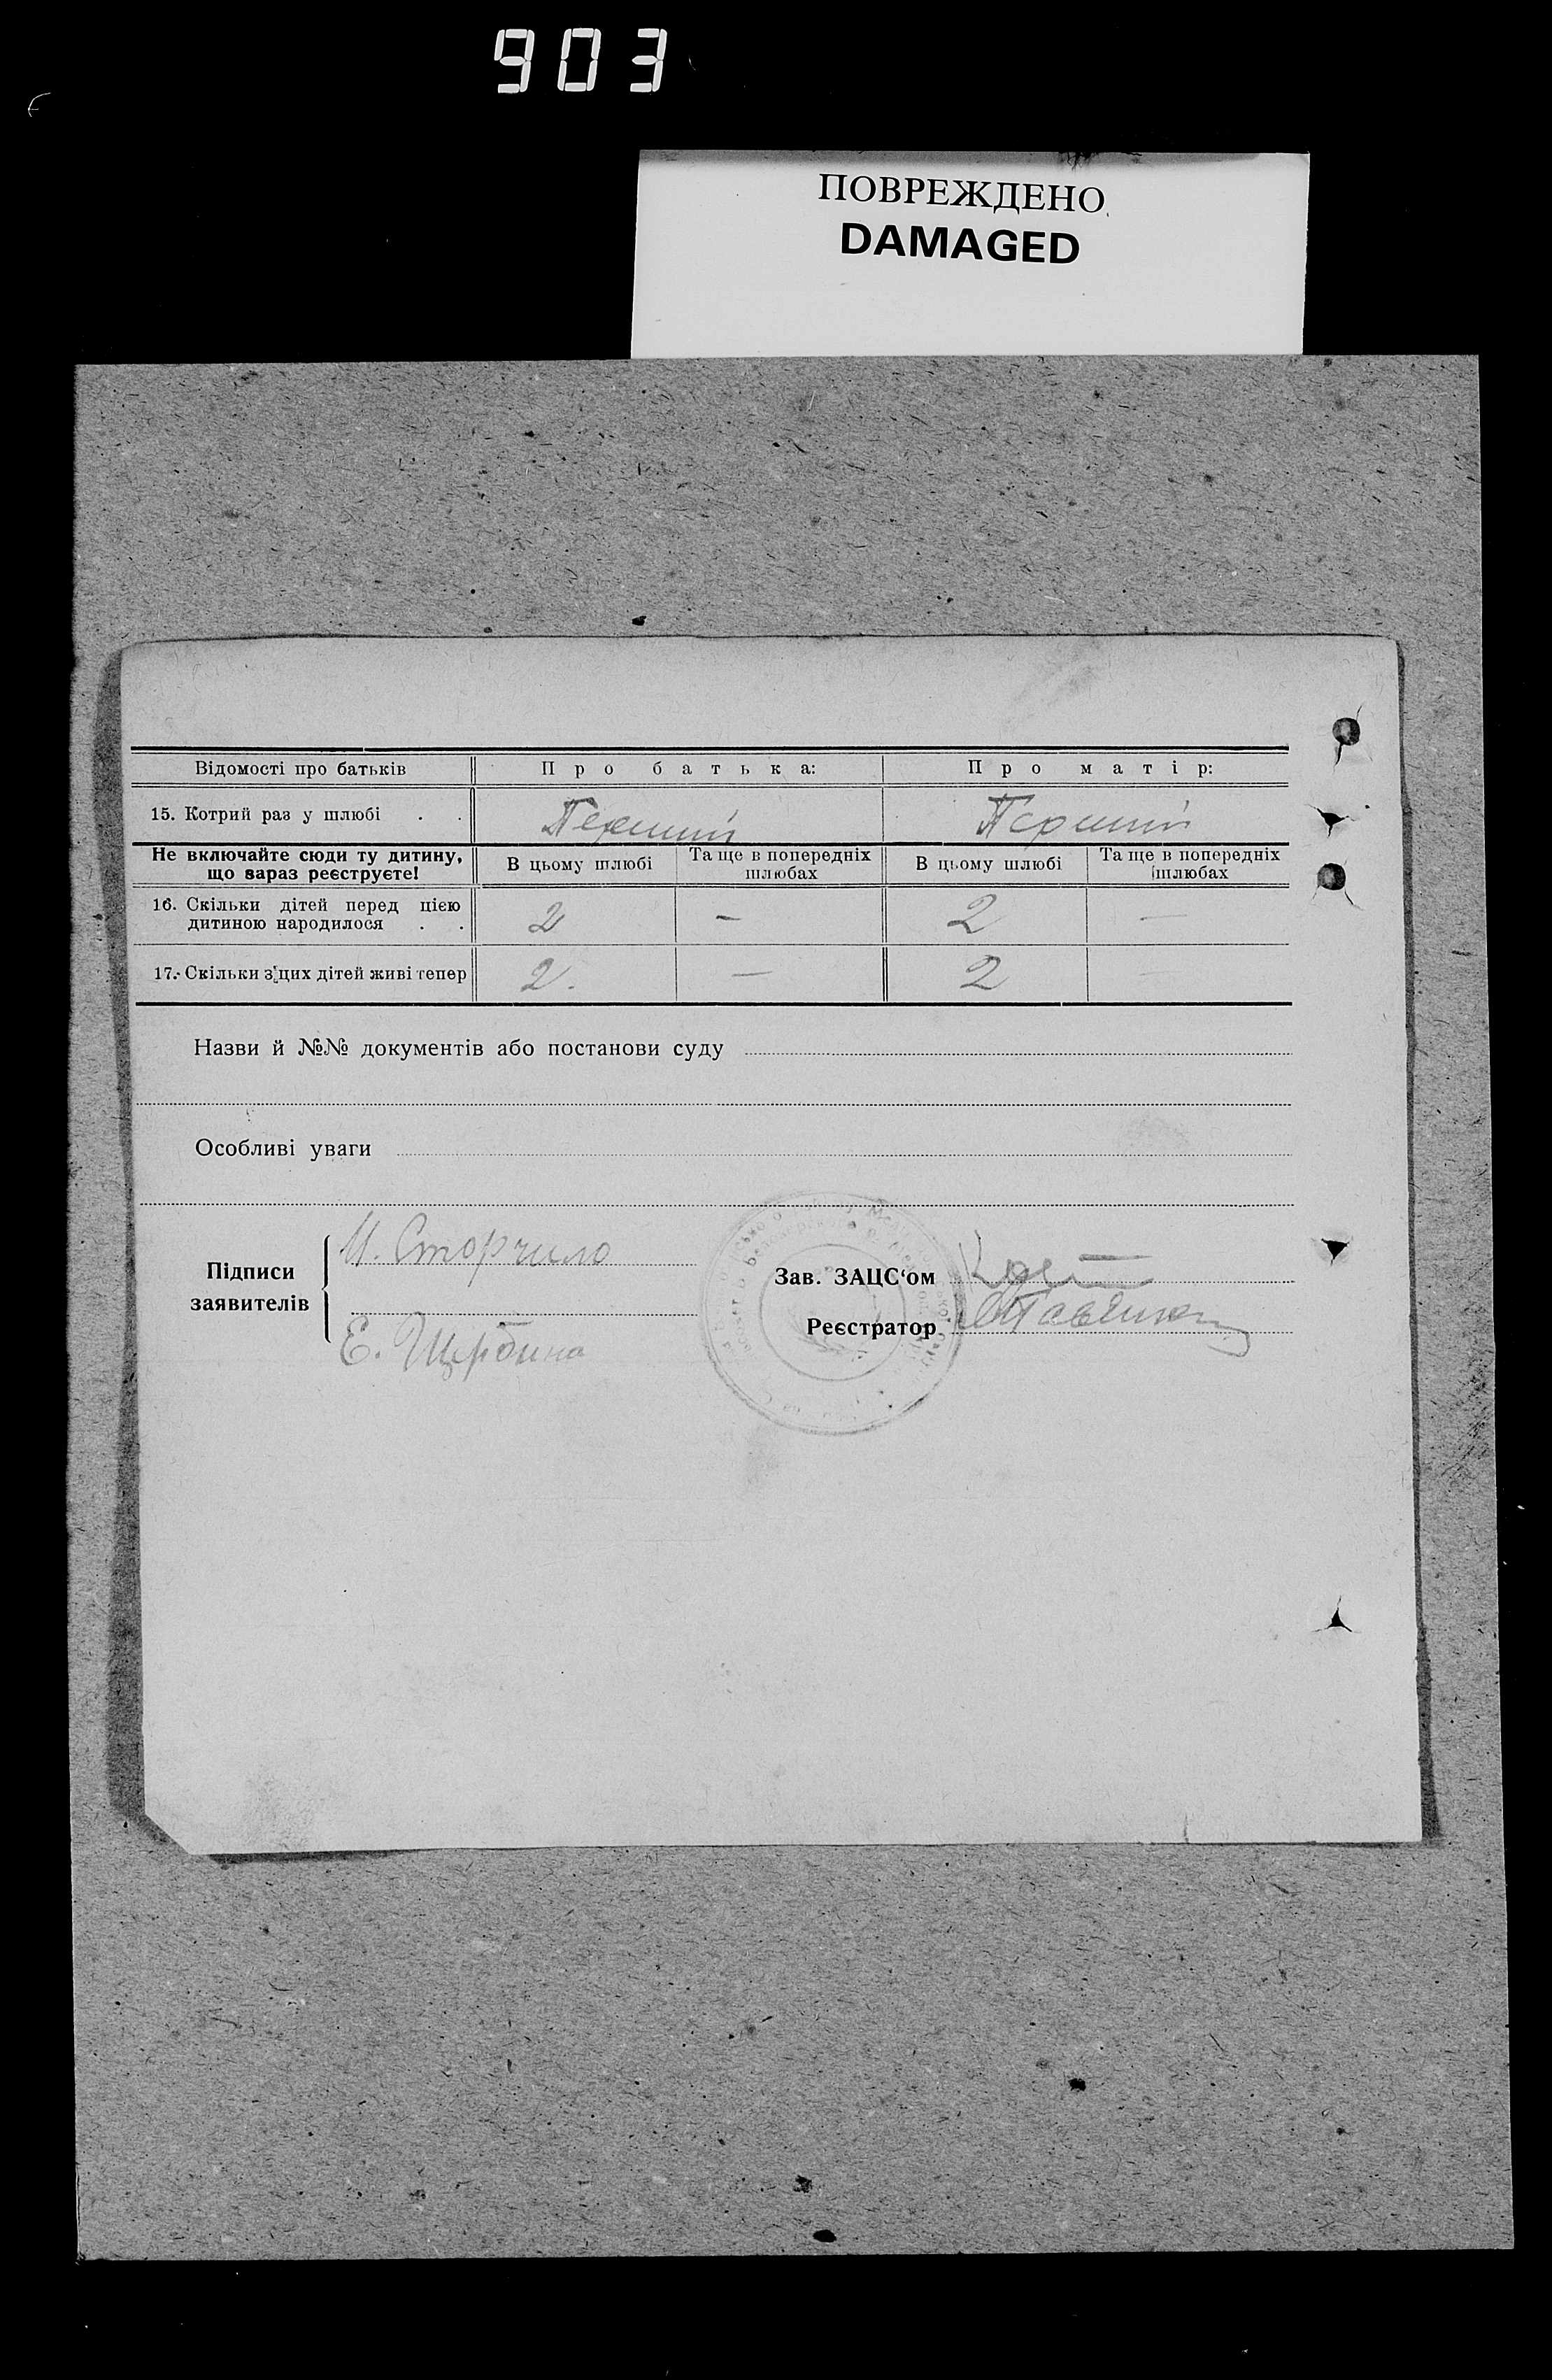 903
ПОВРЕЖДЕНО
DAMAGED
Відомості про батьків Про батька: Про матір:
15. Котрий раз у шлюбі . . Перший Перший
Не включайте сюди ту дитину, що вараз реєструєте! В цьому шлюбі Та ще в попередніх шлюбах В цьому шлюбі Та ще в попередніх шлюбах
16. Скільки дітей перед цією
дитиною народилося . . 2 — 2 —
17. Скільки з цих дітей живі тепер 2. — 2 —
Назви й №№ документів або постанови суду
Особливі уваги
Підписи
заявителів
И. Сторчило
Е. Щербина
Зав. ЗАЦС‘ом
Реєстратор